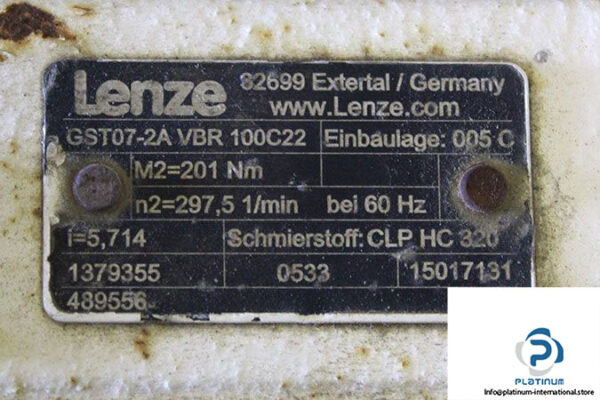 Lenze
32699 Extertal / Germany
www.Lenze.com
GST07-2A VBR 100C22 Einbaulage: 005 C
M2=201 Nm
n2=297,5 1/min bei 60 Hz
i=5,714 Schmierstoff: CLP HC 320
1379355 0533 15017131
489556
PLATINUM
Info@platinum-international.store